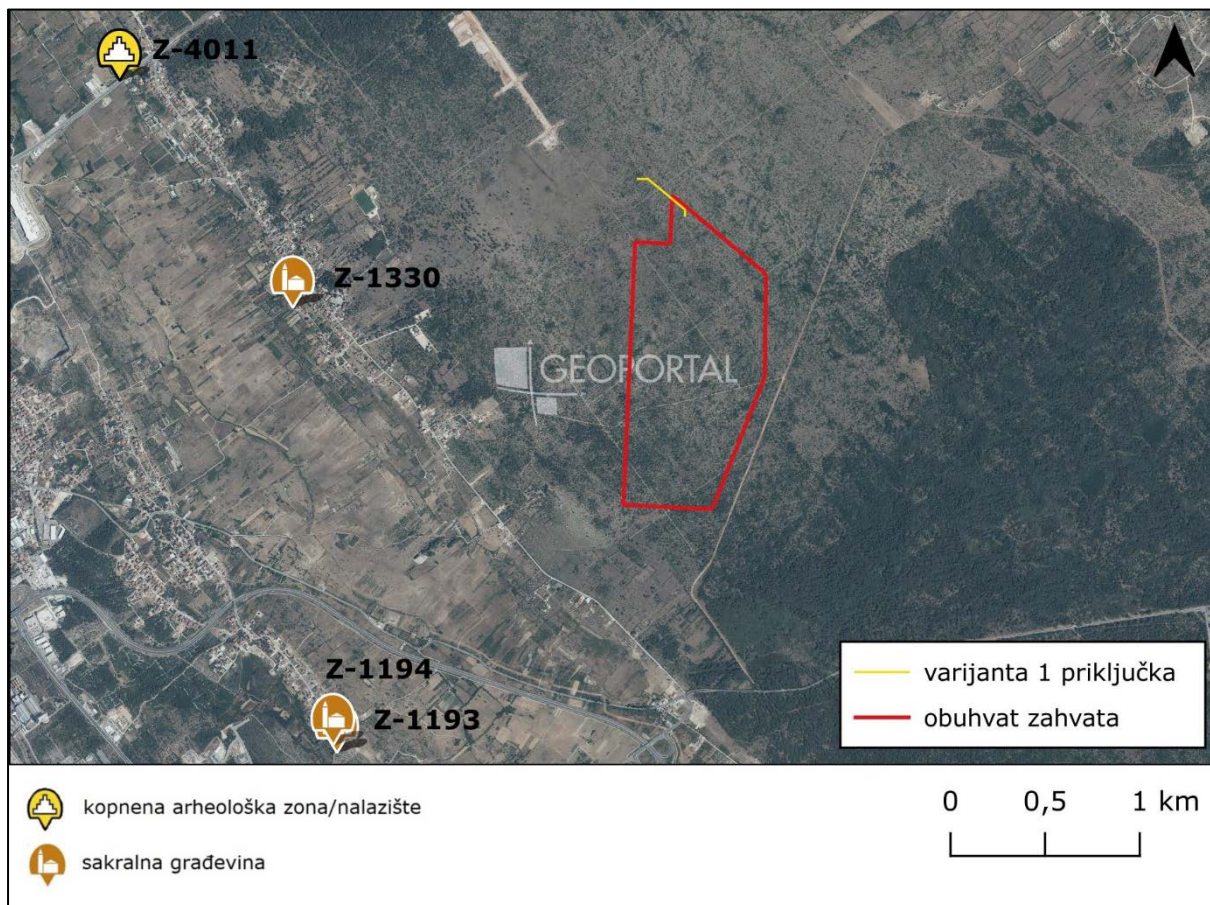 Z-4011
Z-1330
GEOPORTAL
Z-1194
Z-1193
varijanta 1 priključka
obuhvat zahvata
kopnena arheološka zona/nalazište
sakralna građevina
0 0,5 1 km